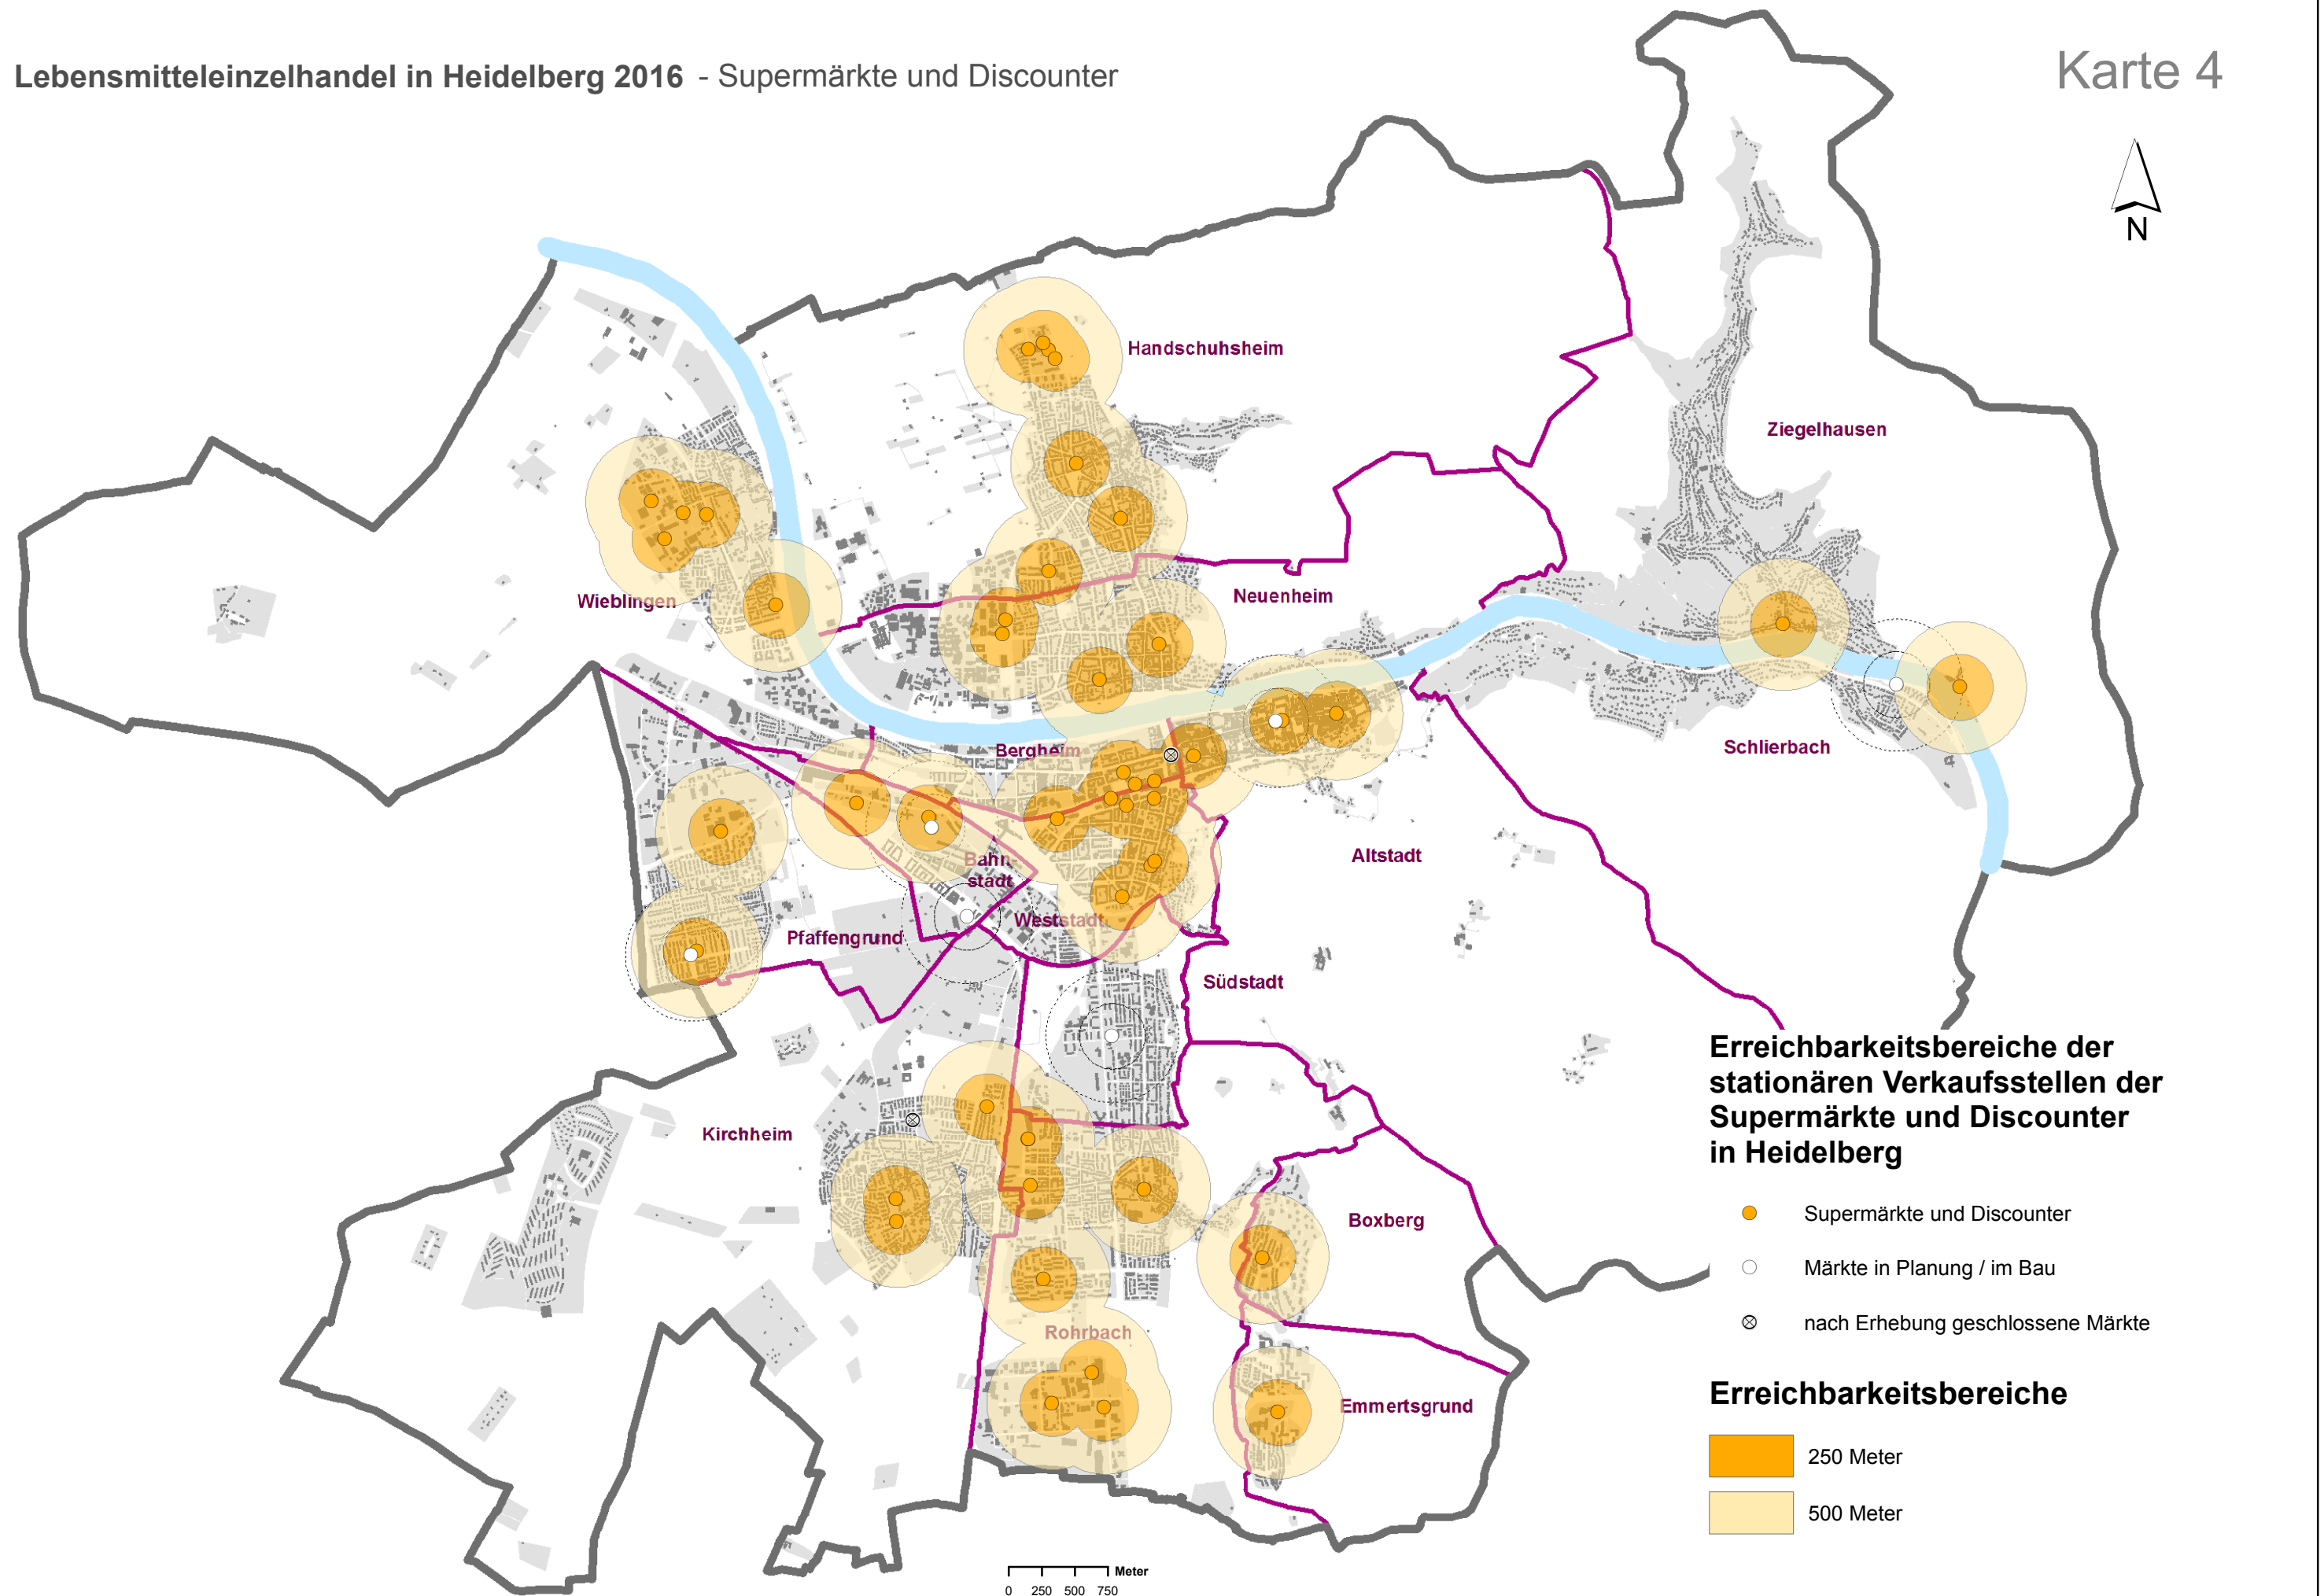 Lebensmitteleinzelhandel in Heidelberg 2016 - Supermärkte und Discounter
Karte 4
N
Handschuhsheim
Ziegelhausen
Wieblingen
Neuenheim
Bergheim
Schlierbach
Bahn-
stadt
Altstadt
Weststadt
Pfaffengrund
Südstadt
Kirchheim
Boxberg
Rohrbach
Emmertsgrund
Erreichbarkeitsbereiche der
stationären Verkaufsstellen der
Supermärkte und Discounter
in Heidelberg
Supermärkte und Discounter
Märkte in Planung / im Bau
nach Erhebung geschlossene Märkte
Erreichbarkeitsbereiche
250 Meter
500 Meter
Meter
0 250 500 750